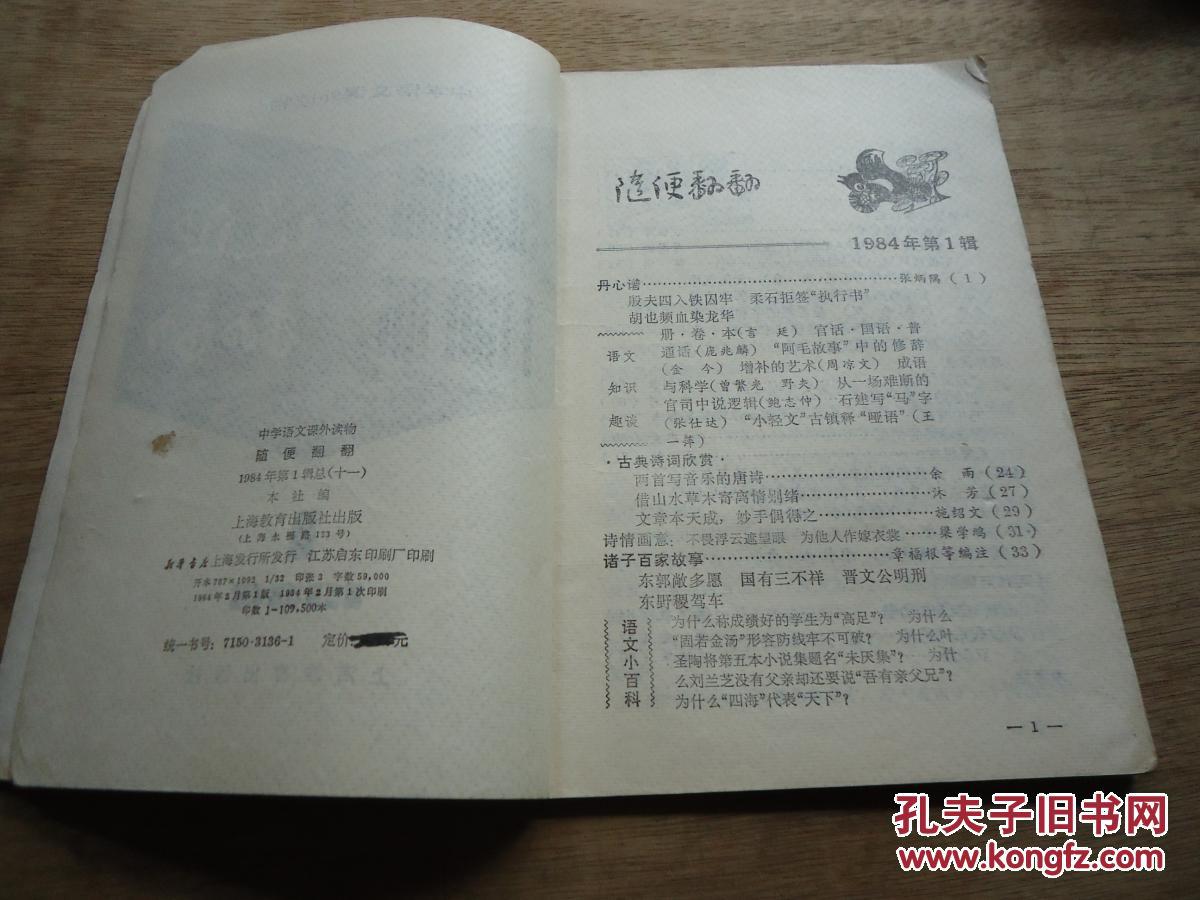 中学语文课外读物
随便翻翻
1984年第1辑总(十一)
本社编
上海教育出版社出版
(上海永福路123号)
新华书店上海发行所发行 江苏启东印刷厂印刷
开本787×1092 1/32 印张3 字数59,000
1984年2月第1版 1984年2月第1次印刷
印数1—109,500本
统一书号:7150·3136-1 定价 元
随便翻翻
1984年第1辑
丹心谱……张炳隅(1)
殷夫四入铁囚牢 柔石拒签“执行书”
胡也频血染龙华
语文知识趣谈
册·卷·本(言 廷) 官话·国语·普
通话(庞兆麟) “阿毛故事”中的修辞
(金 今) 增补的艺术(周凉文) 成语
与科学(曾繁光 野夫) 从一场难断的
官司中说逻辑(鲍志仲) 石建写“马”字
(张仕达) “小轻文”古镇释“哑语”(王
一萍)
·古典诗词欣赏·
两首写音乐的唐诗……余雨(24)
借山水草木寄离情别绪……沐芳(27)
文章本天成,妙手偶得之……施绍文(29)
诗情画意:不畏浮云遮望眼 为他人作嫁衣裳……梁学鸿(31)
诸子百家故事……章福根等编注(33)
东郭敞多愿 国有三不祥 晋文公明刑
东野稷驾车
语文小百科
为什么称成绩好的学生为“高足”? 为什么
“固若金汤”形容防线牢不可破? 为什么叶
圣陶将第五本小说集题名“未厌集”? 为什
么刘兰芝没有父亲却还要说“吾有亲父兄”?
为什么“四海”代表“天下”?
— 1 —
孔夫子旧书网
www.kongfz.com